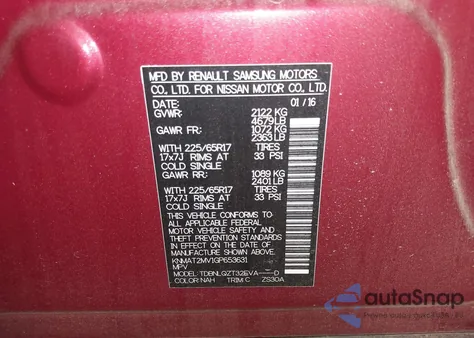 MFD BY RENAULT SAMSUNG MOTORS
CO., LTD. FOR NISSAN MOTOR CO., LTD.
DATE: 01/16
GVWR: 2122 KG
4679 LB
GAWR FR: 1072 KG
2363 LB
WITH 225/65R17 TIRES
17x7J RIMS AT 33 PSI
COLD SINGLE
GAWR RR: 1089 KG
2401 LB
WITH 225/65R17 TIRES
17x7J RIMS AT 33 PSI
COLD SINGLE
THIS VEHICLE CONFORMS TO
ALL APPLICABLE FEDERAL
MOTOR VEHICLE SAFETY AND
THEFT PREVENTION STANDARDS
IN EFFECT ON THE DATE OF
MANUFACTURE SHOWN ABOVE.
KNMAT2MV1GP653631
MPV
MODEL: TDBNLGZT32EVA----D
COLOR: NAH TRIM: C ZS30A
autoSnap